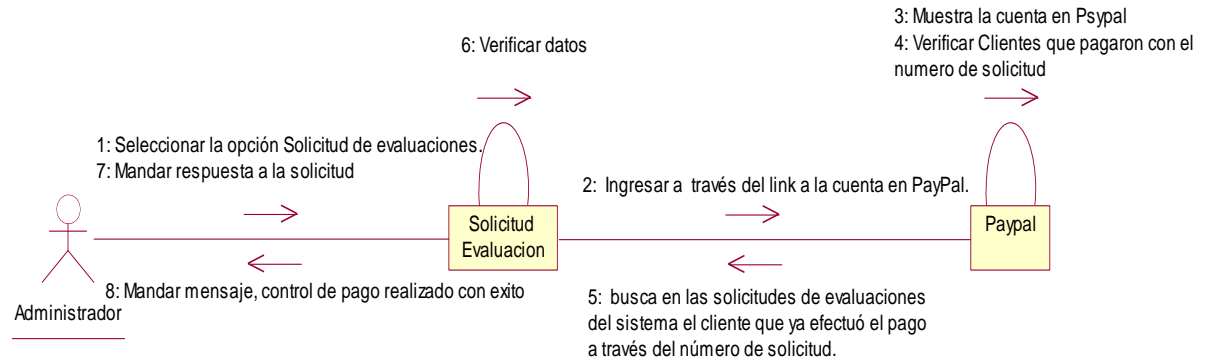 3: Muestra la cuenta en Psypal
4: Verificar Clientes que pagaron con el
numero de solicitud
6: Verificar datos
1: Seleccionar la opción Solicitud de evaluaciones.
7: Mandar respuesta a la solicitud
2: Ingresar a través del link a la cuenta en PayPal.
Solicitud
Evaluacion
Paypal
8: Mandar mensaje, control de pago realizado con exito
Administrador
5: busca en las solicitudes de evaluaciones
del sistema el cliente que ya efectuó el pago
a través del número de solicitud.